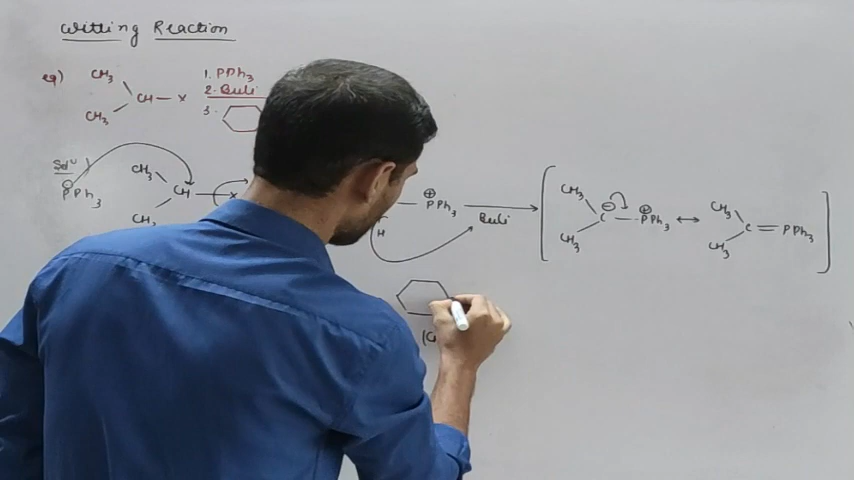 Witting Reaction
eg) CH3 CH3 CH — X
1. PPh3
2. BuLi
3.
Solu)
PPh3
CH3 CH3 CH — X
⊕ PPh3
H
BuLi
CH3 CH3 C ⊖ — ⊕ PPh3 ↔ CH3 CH3 C = PPh3